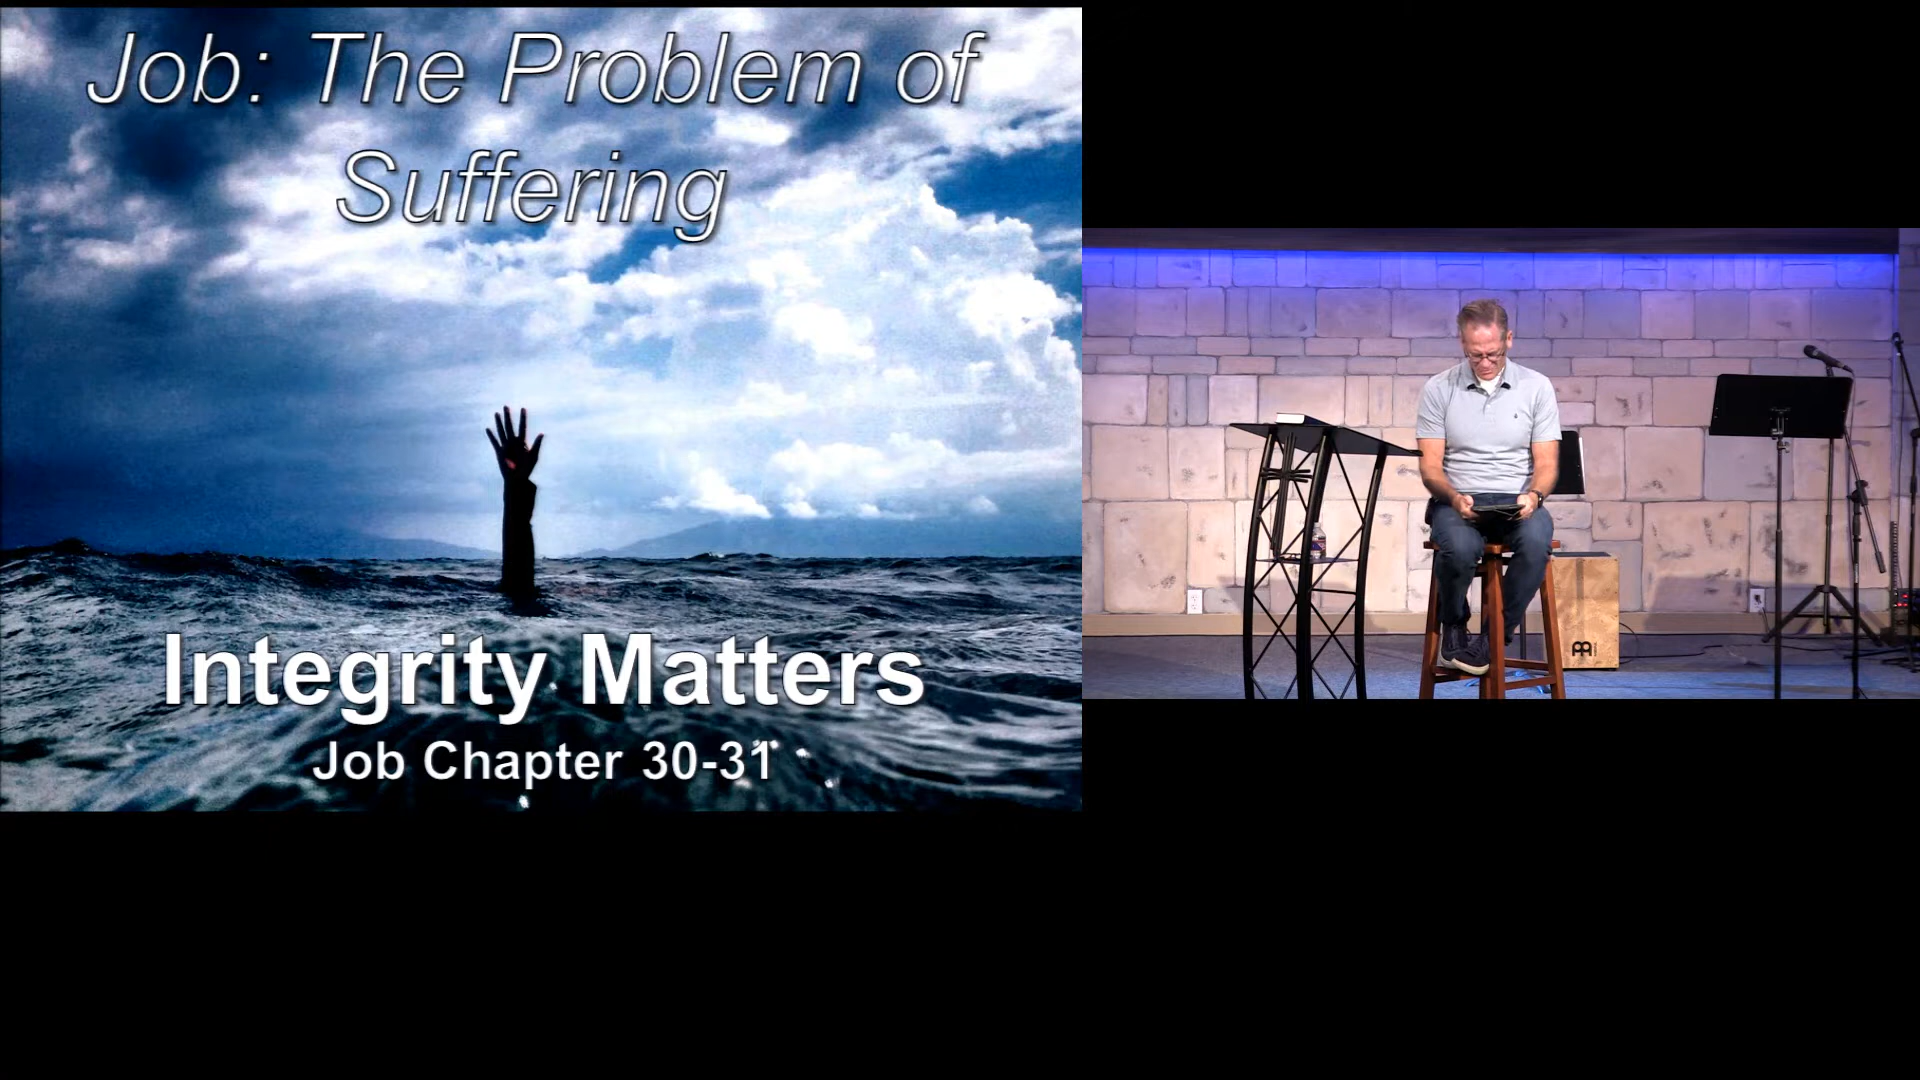 Job: The Problem of
Suffering
Integrity Matters
Job Chapter 30-31